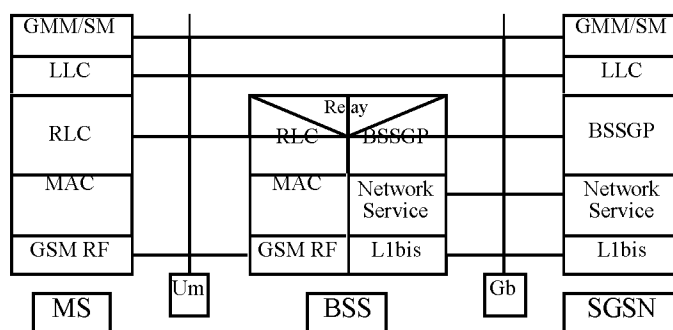 GMM/SM
GMM/SM
LLC
LLC
Relay
RLC
RLC
BSSGP
BSSGP
MAC
MAC
Network
Service
Network
Service
GSM RF
GSM RF
L1bis
L1bis
Um
Gb
MS
BSS
SGSN